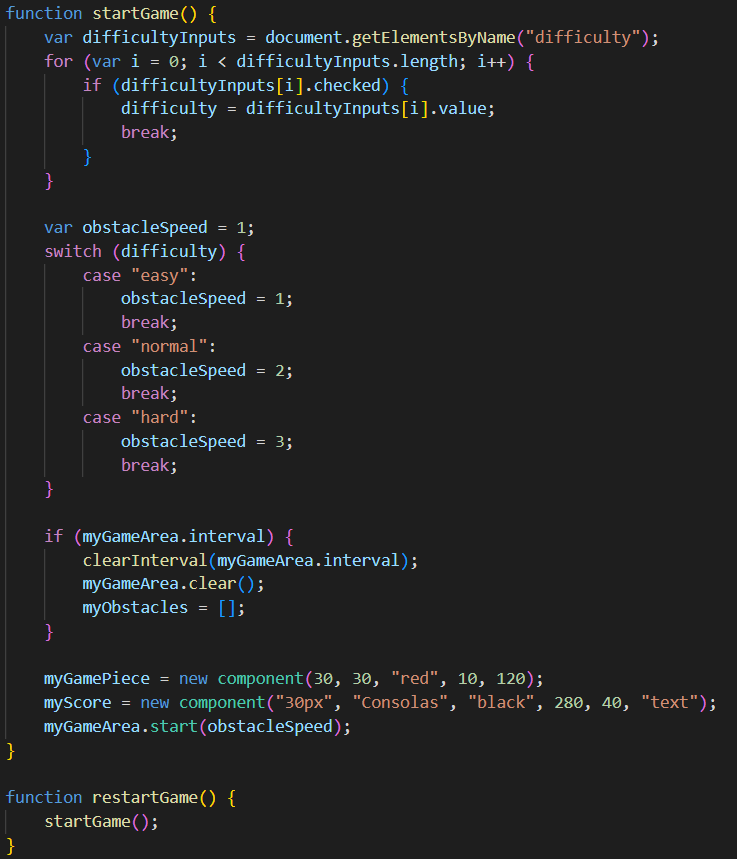 function startGame() {
    var difficultyInputs = document.getElementsByName("difficulty");
    for (var i = 0; i < difficultyInputs.length; i++) {
        if (difficultyInputs[i].checked) {
            difficulty = difficultyInputs[i].value;
            break;
        }
    }

    var obstacleSpeed = 1;
    switch (difficulty) {
        case "easy":
            obstacleSpeed = 1;
            break;
        case "normal":
            obstacleSpeed = 2;
            break;
        case "hard":
            obstacleSpeed = 3;
            break;
    }

    if (myGameArea.interval) {
        clearInterval(myGameArea.interval);
        myGameArea.clear();
        myObstacles = [];
    }

    myGamePiece = new component(30, 30, "red", 10, 120);
    myScore = new component("30px", "Consolas", "black", 280, 40, "text");
    myGameArea.start(obstacleSpeed);
}

function restartGame() {
    startGame();
}